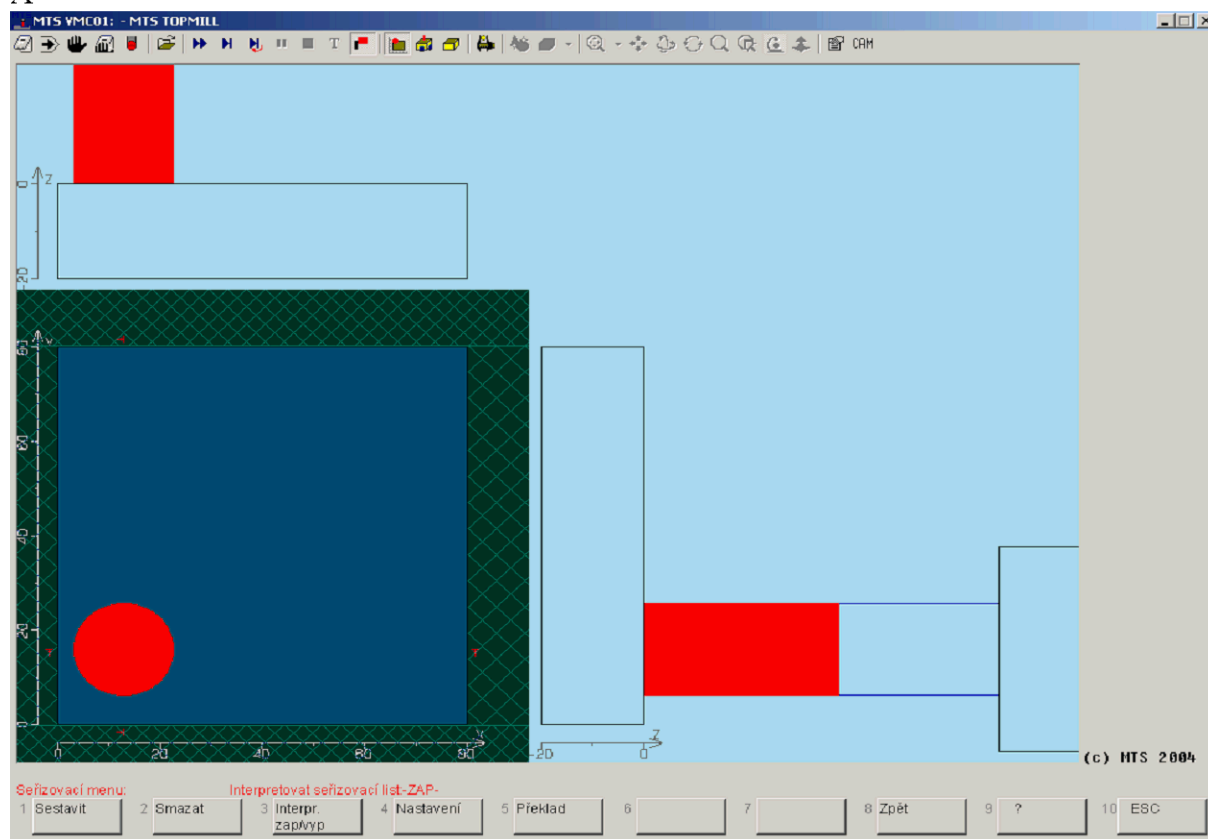 MTS VMC01: - MTS TOPMILL
T CAM
Z
0
-20
80
60
40
20
0
0 20 40 60 80
-20 0
Z
(c) MTS 2004
Seřizovací menu: Interpretovat seřizovací list:-ZAP-
1 Sestavit 2 Smazat 3 Interpr. 4 Nastavení 5 Překlad 6 7 8 Zpět 9 ? 10 ESC
zap/vyp